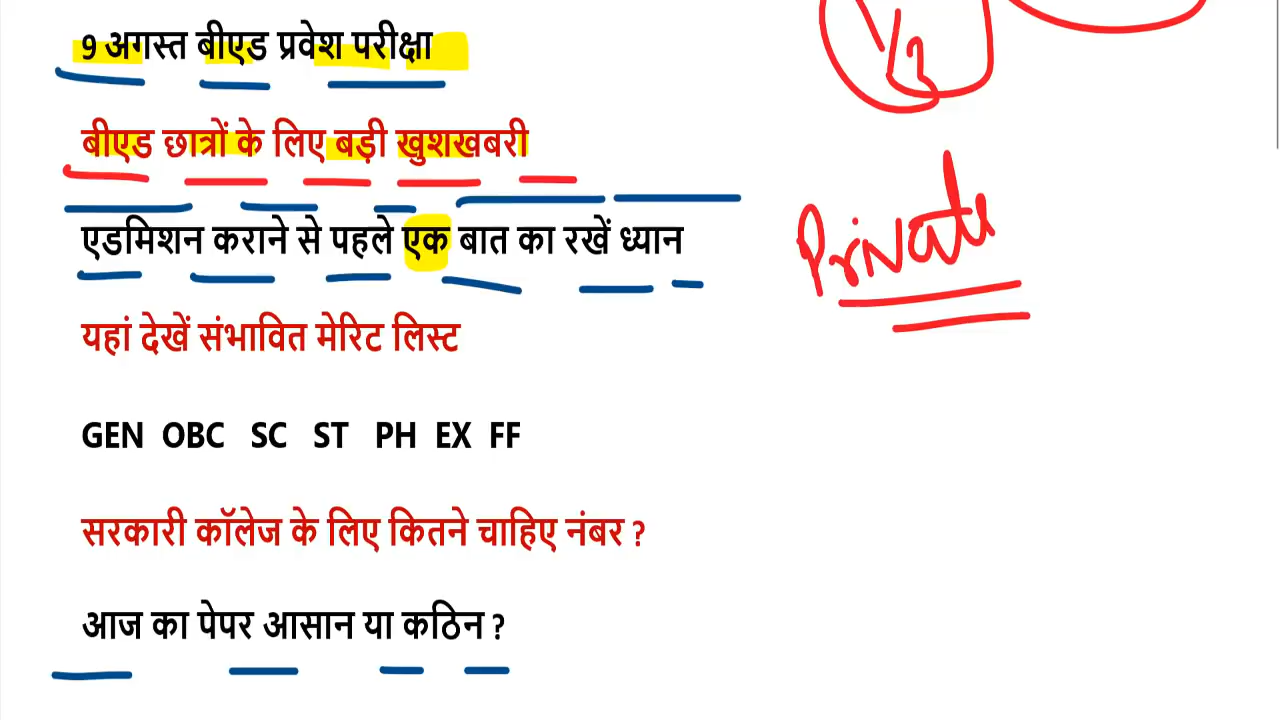 9 अगस्त बीएड प्रवेश परीक्षा
बीएड छात्रों के लिए बड़ी खुशखबरी
एडमिशन कराने से पहले एक बात का रखें ध्यान
Private
यहां देखें संभावित मेरिट लिस्ट
GEN OBC SC ST PH EX FF
सरकारी कॉलेज के लिए कितने चाहिए नंबर ?
आज का पेपर आसान या कठिन ?